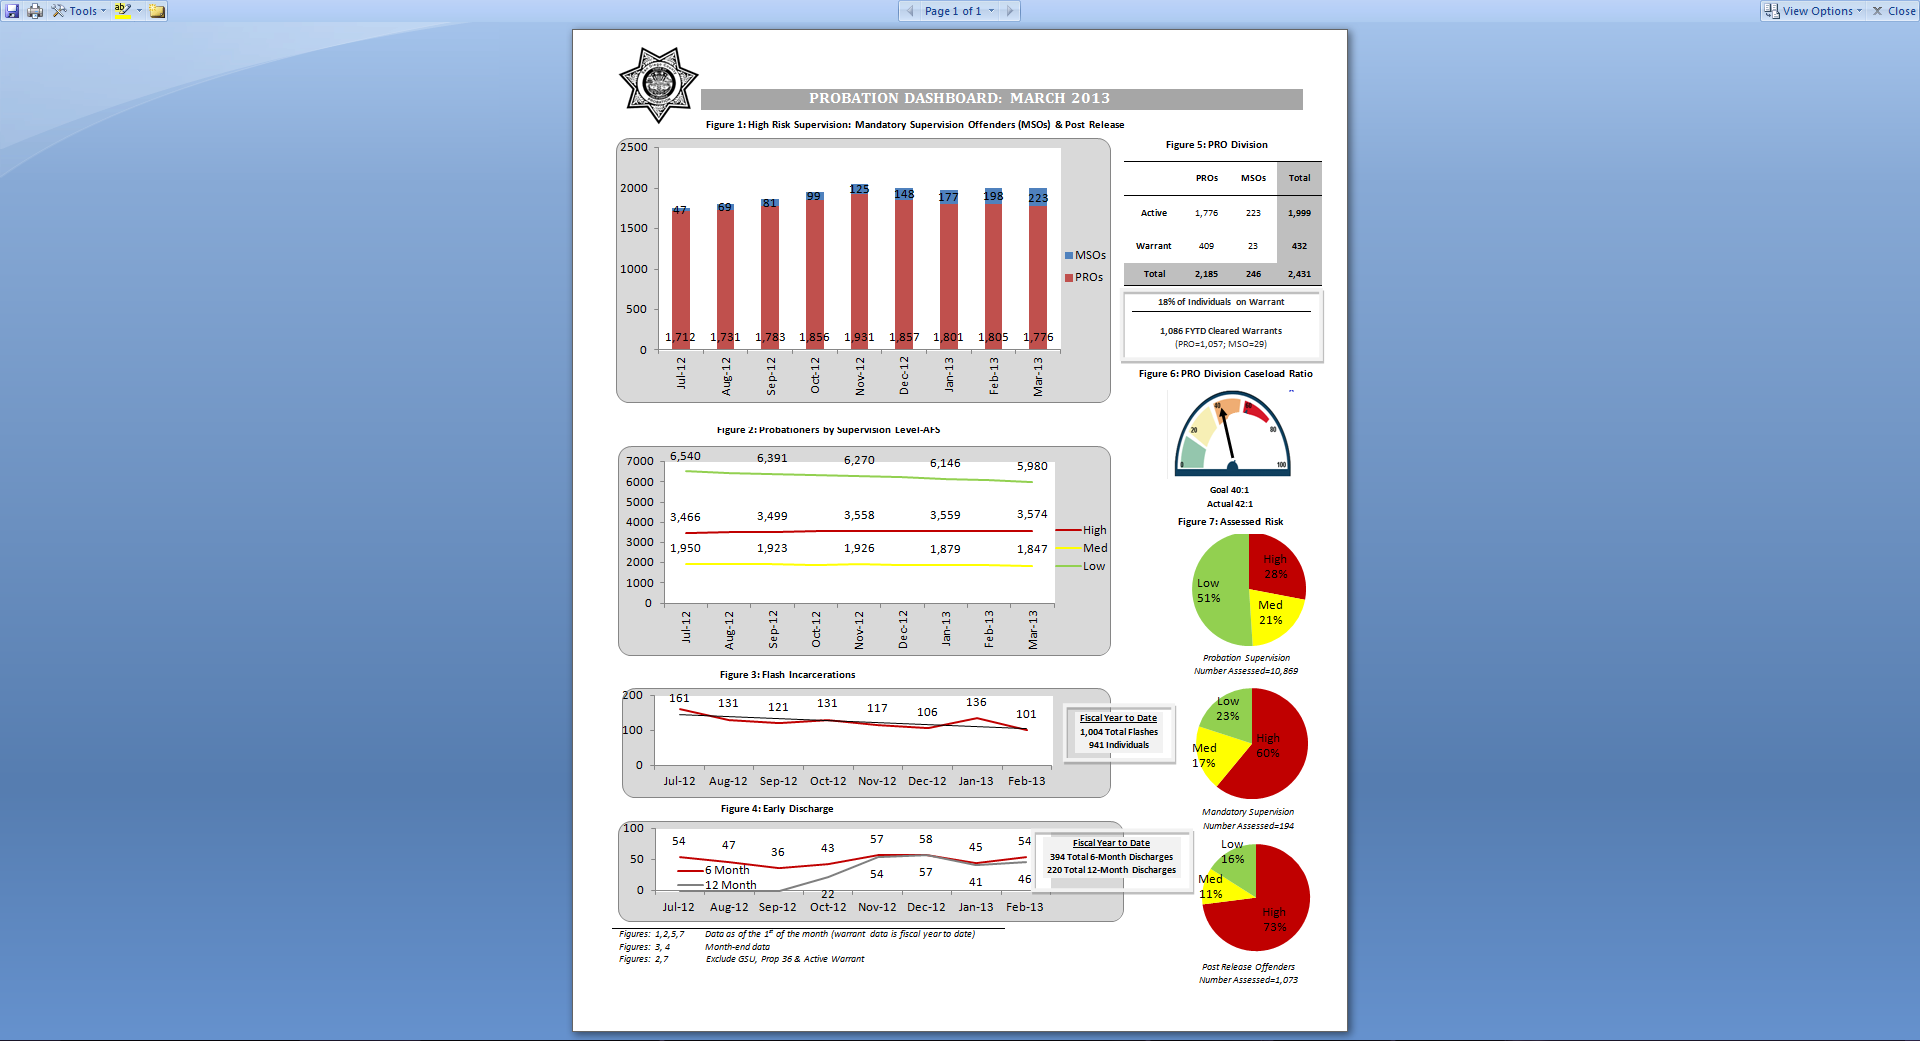 Tools
Page 1 of 1
View Options
Close
PROBATION DASHBOARD: MARCH 2013
Figure 1: High Risk Supervision: Mandatory Supervision Offenders (MSOs) & Post Release
2500
2000
1500
1000
500
0
47
69
81
99
125
148
177
198
223
1,712
1,731
1,783
1,856
1,931
1,857
1,801
1,805
1,776
Jul-12
Aug-12
Sep-12
Oct-12
Nov-12
Dec-12
Jan-13
Feb-13
Mar-13
MSOs
PROs
Figure 2: Probationers by Supervision Level-AFS
7000
6000
5000
4000
3000
2000
1000
0
6,540
6,391
6,270
6,146
5,980
3,466
3,499
3,558
3,559
3,574
1,950
1,923
1,926
1,879
1,847
Jul-12
Aug-12
Sep-12
Oct-12
Nov-12
Dec-12
Jan-13
Feb-13
Mar-13
High
Med
Low
Figure 3: Flash Incarcerations
200
100
0
161
131
121
131
117
106
136
101
Jul-12
Aug-12
Sep-12
Oct-12
Nov-12
Dec-12
Jan-13
Feb-13
Fiscal Year to Date
1,004 Total Flashes
941 Individuals
Figure 4: Early Discharge
100
50
0
54
47
36
43
57
58
45
54
22
54
57
41
46
6 Month
12 Month
Jul-12
Aug-12
Sep-12
Oct-12
Nov-12
Dec-12
Jan-13
Feb-13
Fiscal Year to Date
394 Total 6-Month Discharges
220 Total 12-Month Discharges
Figures: 1,2,5,7 Data as of the 1st of the month (warrant data is fiscal year to date)
Figures: 3, 4 Month-end data
Figures: 2,7 Exclude GSU, Prop 36 & Active Warrant
Figure 5: PRO Division
PROs MSOs Total
Active 1,776 223 1,999
Warrant 409 23 432
Total 2,185 246 2,431
18% of Individuals on Warrant
1,086 FYTD Cleared Warrants
(PRO=1,057; MSO=29)
Figure 6: PRO Division Caseload Ratio
0
20
40
60
80
100
Goal 40:1
Actual 42:1
Figure 7: Assessed Risk
High
28%
Med
21%
Low
51%
Probation Supervision
Number Assessed=10,869
Low
23%
Med
17%
High
60%
Mandatory Supervision
Number Assessed=194
Low
16%
Med
11%
High
73%
Post Release Offenders
Number Assessed=1,073